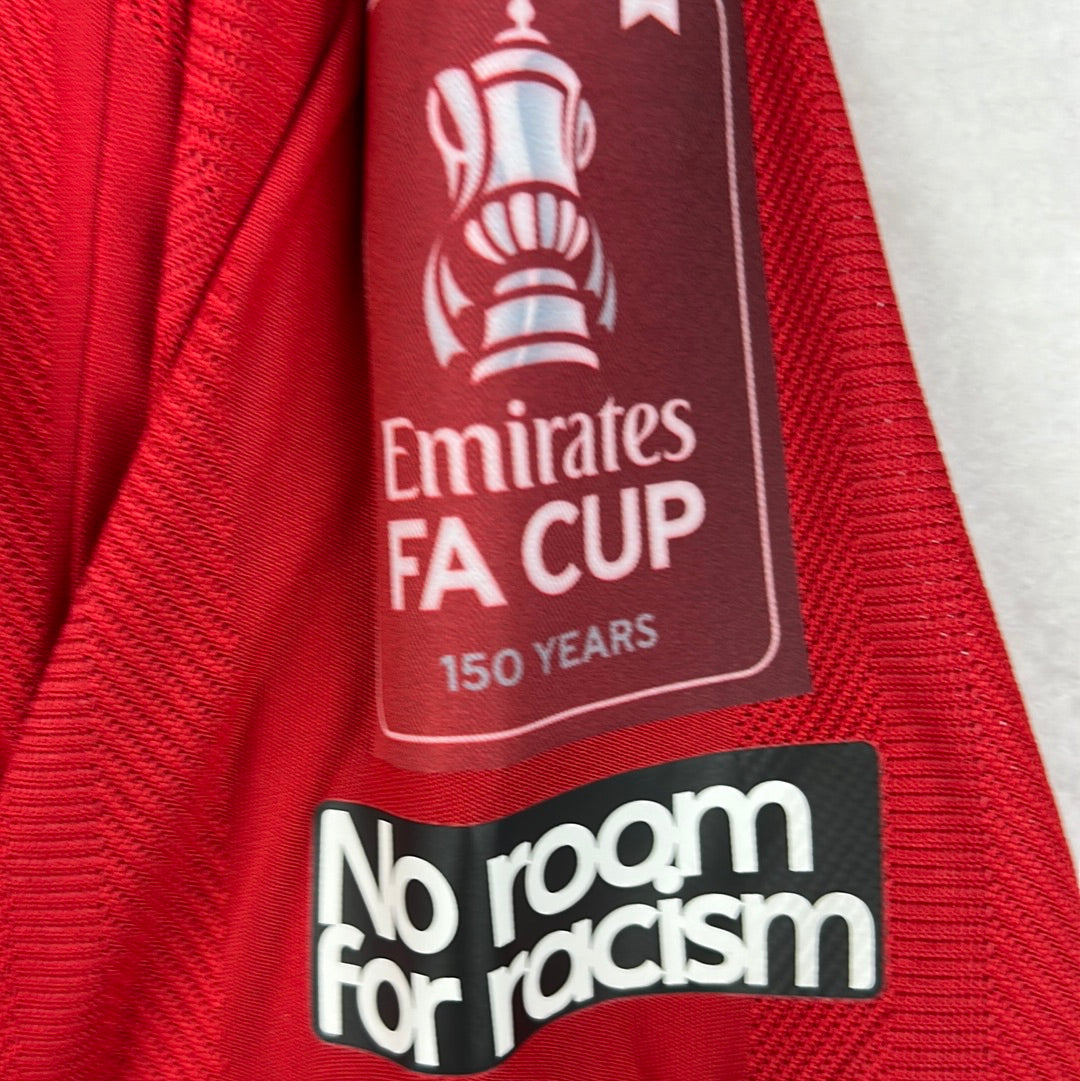 Emirates
FA CUP
150 YEARS
No room
for racism